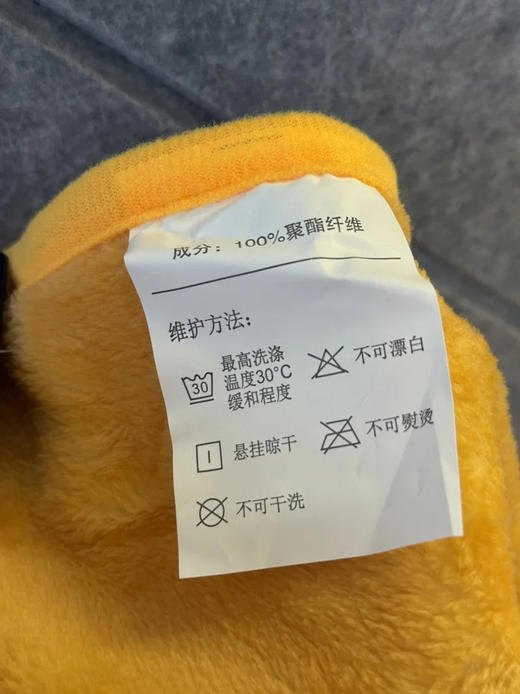 成分：100%聚酯纤维
维护方法：
30
最高洗涤
温度30°C
缓和程度
不可漂白
悬挂晾干
不可熨烫
不可干洗